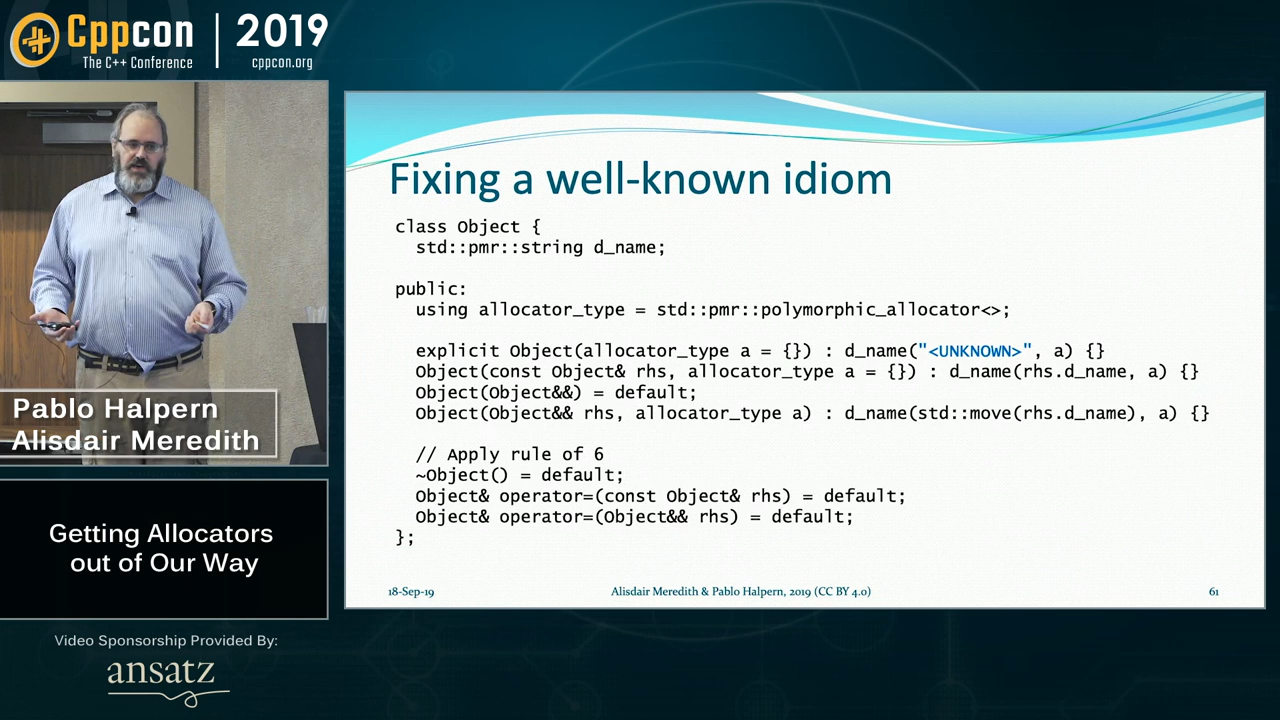 Cppcon
The C++ Conference
2019
cppcon.org
Fixing a well-known idiom
class Object {
std::pmr::string d_name;
public:
using allocator_type = std::pmr::polymorphic_allocator<>;
explicit Object(allocator_type a = {}) : d_name("<UNKNOWN>", a) {}
Object(const Object& rhs, allocator_type a = {}) : d_name(rhs.d_name, a) {}
Object(Object&&) = default;
Object(Object&& rhs, allocator_type a) : d_name(std::move(rhs.d_name), a) {}
// Apply rule of 6
~Object() = default;
Object& operator=(const Object& rhs) = default;
Object& operator=(Object&& rhs) = default;
};
18-Sep-19
Alisdair Meredith & Pablo Halpern, 2019 (CC BY 4.0)
61
Pablo Halpern
Alisdair Meredith
Getting Allocators
out of Our Way
Video Sponsorship Provided By:
ansatz